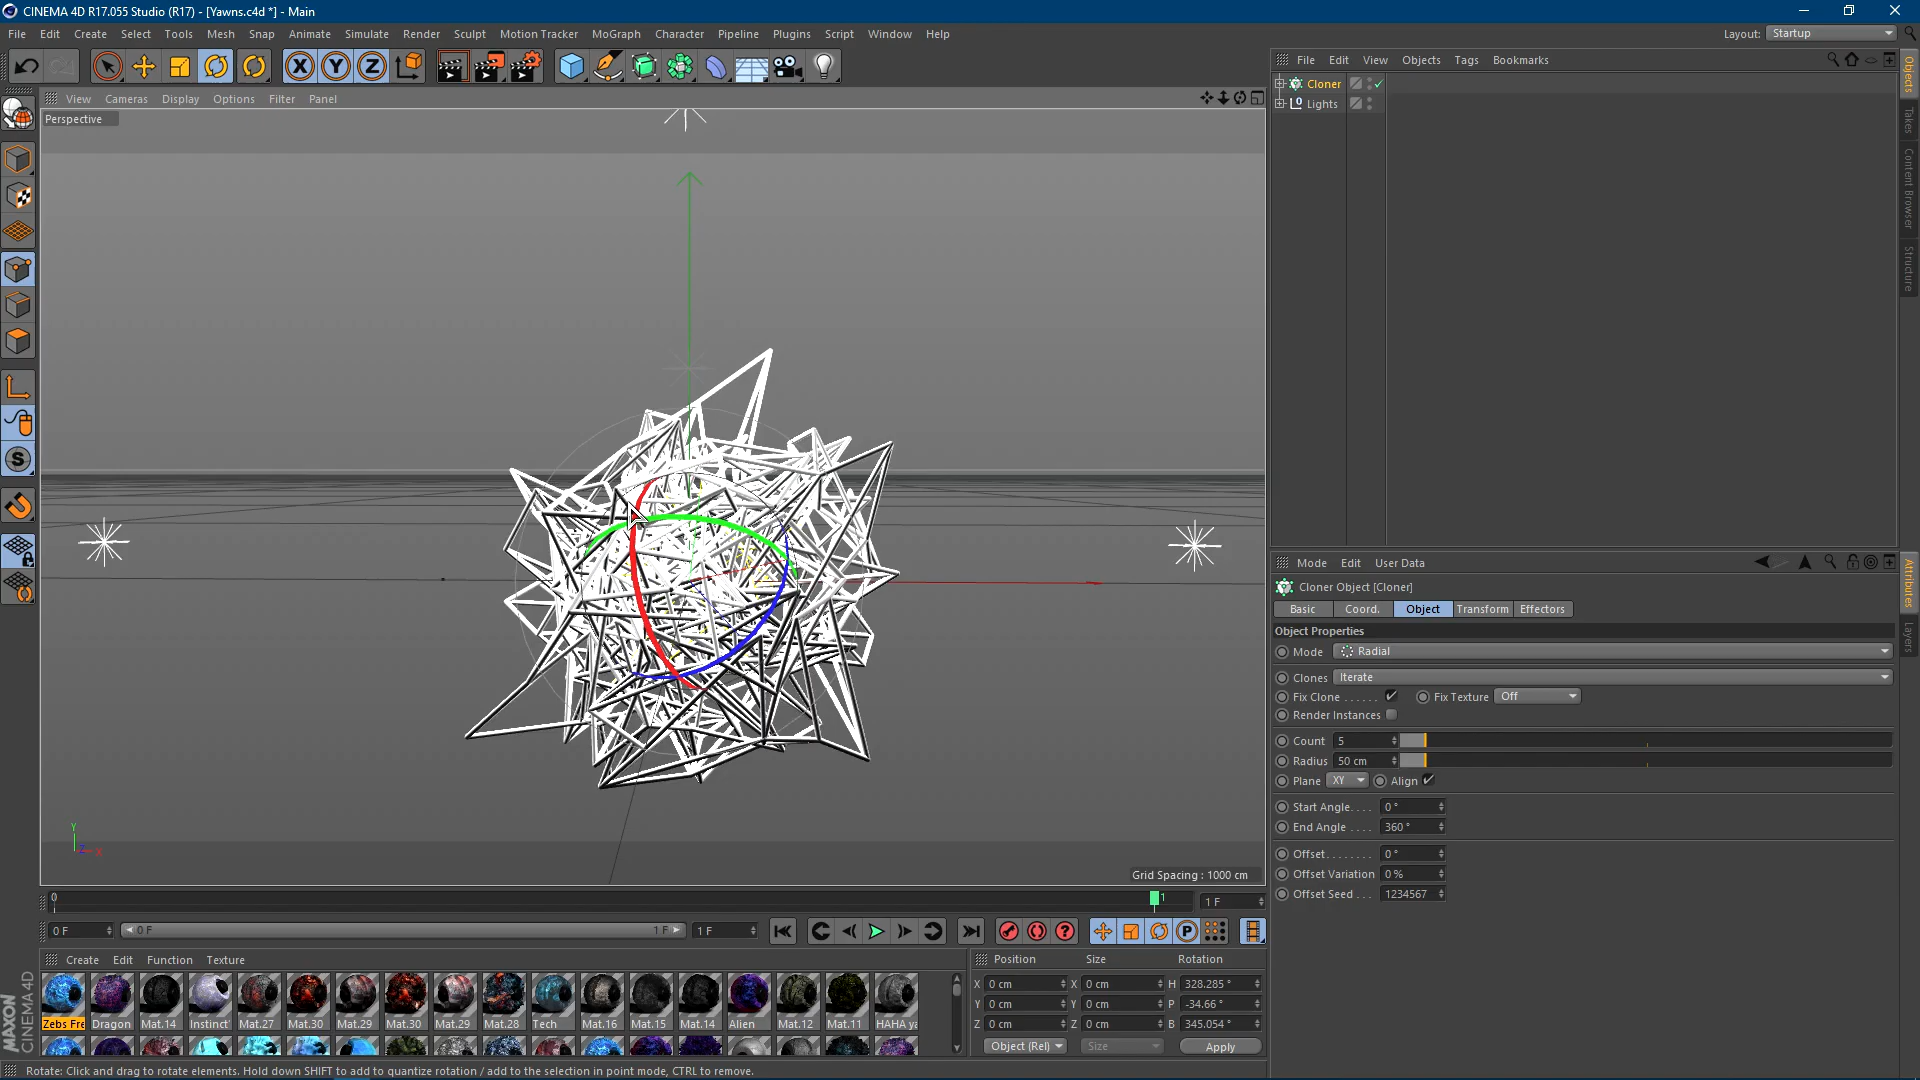 CINEMA 4D R17.055 Studio (R17) - [Yawns.c4d *] - Main
File Edit Create Select Tools Mesh Snap Animate Simulate Render Sculpt Motion Tracker MoGraph Character Pipeline Plugins Script Window Help
Layout: Startup
X Y Z
File Edit View Objects Tags Bookmarks
Cloner
Lights
Objects
Takes
Content Browser
Structure
View Cameras Display Options Filter Panel
Perspective
S
Y
Z X
Grid Spacing : 1000 cm
Mode Edit User Data
Cloner Object [Cloner]
Basic Coord. Object Transform Effectors
Object Properties
Mode Radial
Clones Iterate
Fix Clone . . . . . . Fix Texture Off
Render Instances
Count 5
Radius 50 cm
Plane XY Align
Start Angle. . . . 0 °
End Angle . . . . 360 °
Offset. . . . . . . . 0 °
Offset Variation 0 %
Offset Seed . . . 1234567
Attributes
Layers
0 1 1 F
0 F 0 F 1 F 1 F
P
Create Edit Function Texture
Zebs Fre Dragon Mat.14 Instinct' Mat.27 Mat.30 Mat.29 Mat.30 Mat.29 Mat.28 Tech Mat.16 Mat.15 Mat.14 Alien Mat.12 Mat.11 HAHA ya
Position Size Rotation
X 0 cm X 0 cm H 328.285 °
Y 0 cm Y 0 cm P -34.66 °
Z 0 cm Z 0 cm B 345.054 °
Object (Rel) Size Apply
MAXON
CINEMA 4D
Rotate: Click and drag to rotate elements. Hold down SHIFT to add to quantize rotation / add to the selection in point mode, CTRL to remove.